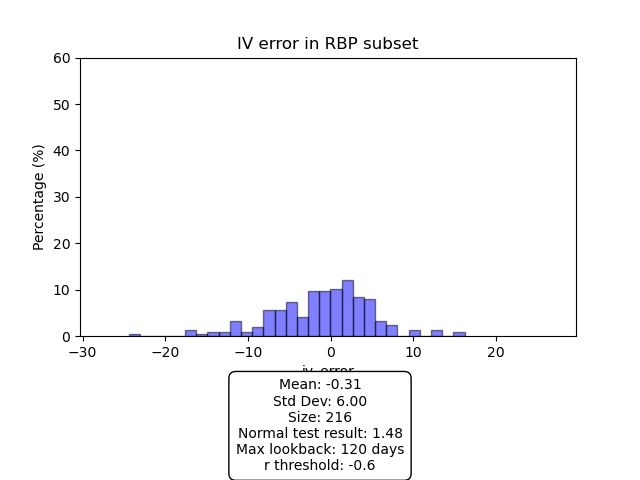 IV error in RBP subset
60
50
40
30
20
10
0
Percentage (%)
−30
−20
−10
0
10
20
iv_error
Mean: -0.31
Std Dev: 6.00
Size: 216
Normal test result: 1.48
Max lookback: 120 days
r threshold: -0.6